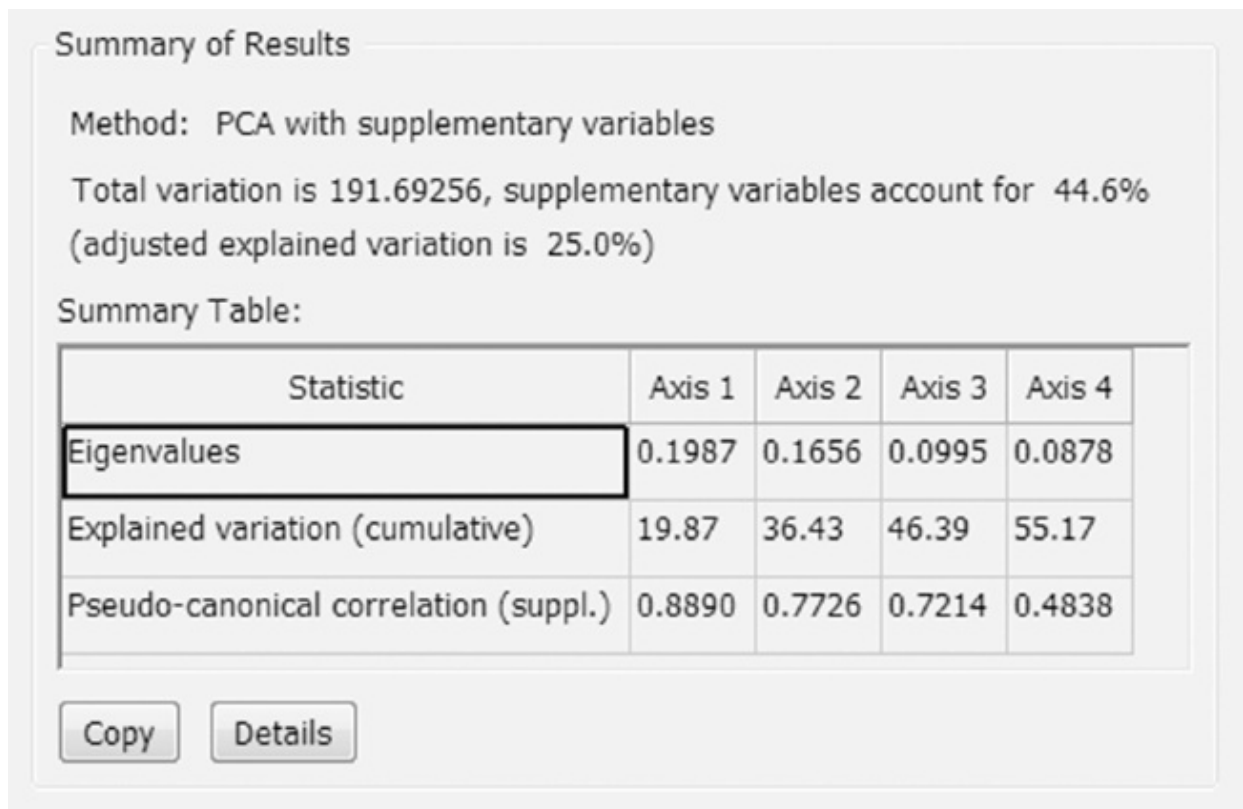 Summary of Results
Method: PCA with supplementary variables
Total variation is 191.69256, supplementary variables account for 44.6%
(adjusted explained variation is 25.0%)
Summary Table:
Statistic Axis 1 Axis 2 Axis 3 Axis 4
Eigenvalues 0.1987 0.1656 0.0995 0.0878
Explained variation (cumulative) 19.87 36.43 46.39 55.17
Pseudo-canonical correlation (suppl.) 0.8890 0.7726 0.7214 0.4838
Copy Details